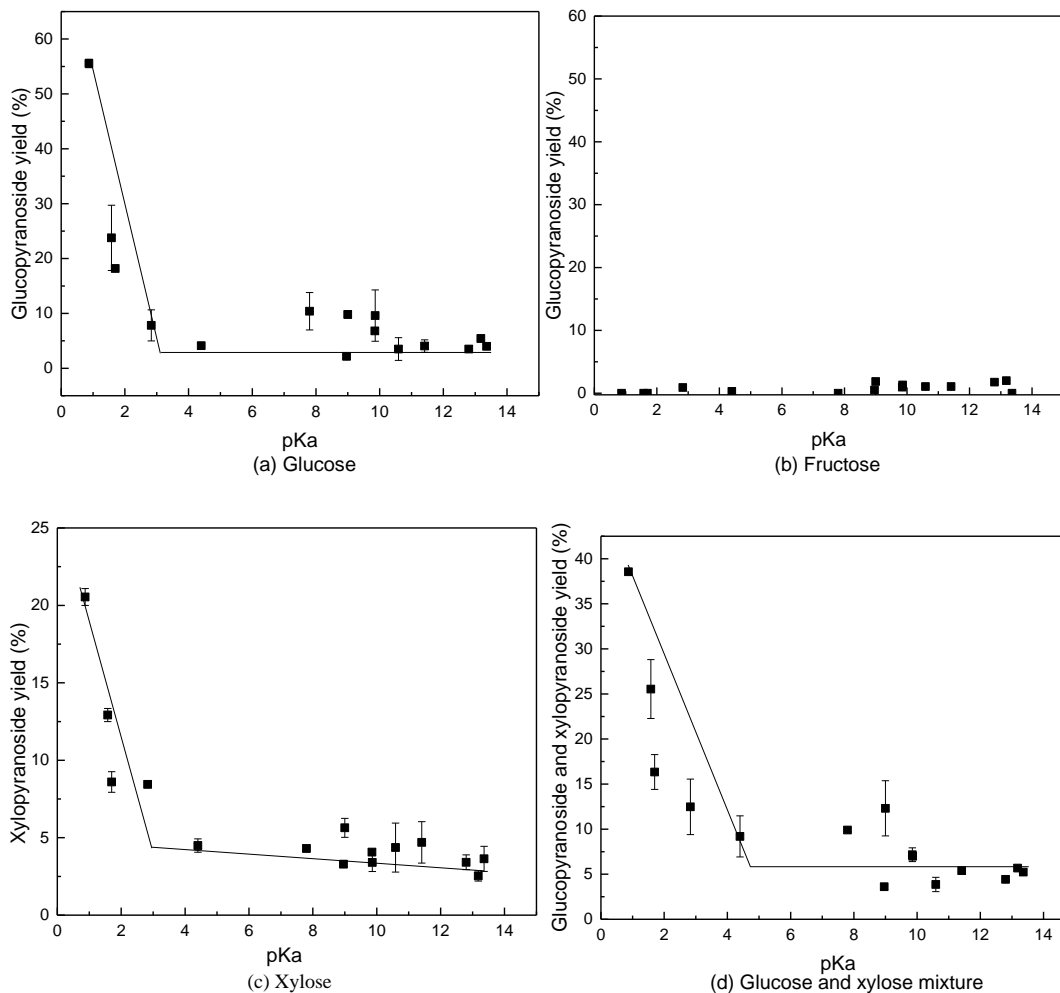 60
50
40
30
20
10
0
Glucopyranoside yield (%)
0 2 4 6 8 10 12 14
pKa
(a) Glucose
60
50
40
30
20
10
0
Glucopyranoside yield (%)
0 2 4 6 8 10 12 14
pKa
(b) Fructose
25
20
15
10
5
0
Xylopyranoside yield (%)
0 2 4 6 8 10 12 14
pKa
(c) Xylose
40
35
30
25
20
15
10
5
0
Glucopyranoside and xylopyranoside yield (%)
0 2 4 6 8 10 12 14
pKa
(d) Glucose and xylose mixture